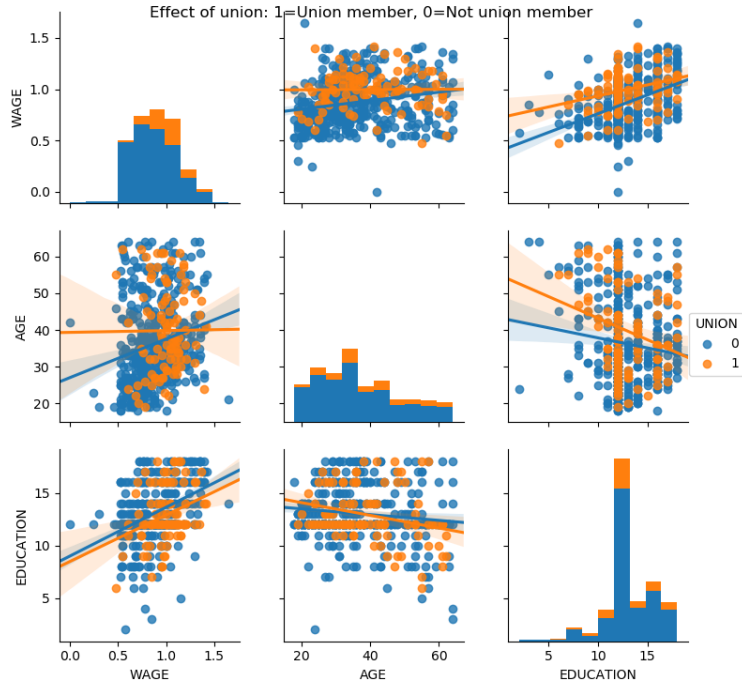 Effect of union: 1=Union member, 0=Not union member
WAGE
1.5
1.0
0.5
0.0
AGE
60
50
40
30
20
UNION
0
1
EDUCATION
15
10
5
0.0 0.5 1.0 1.5
20 40 60
5 10 15
WAGE AGE EDUCATION